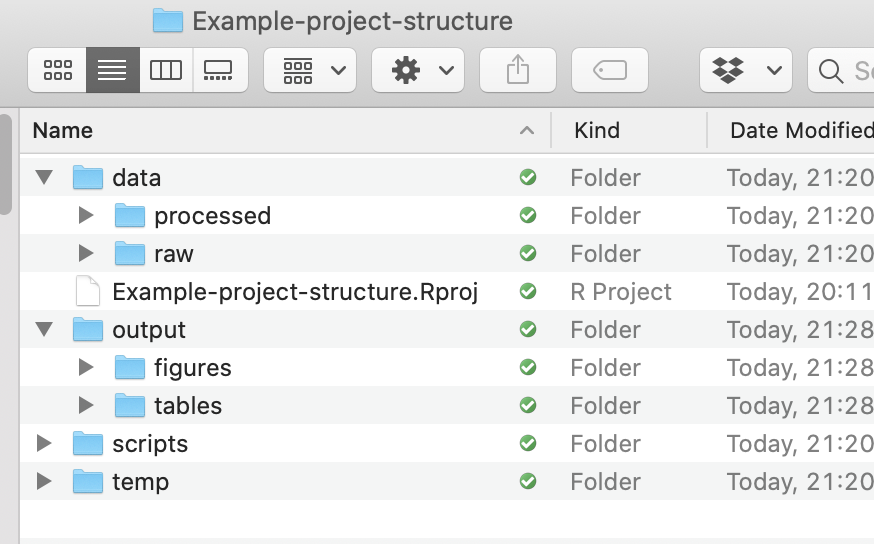 Example-project-structure
Name Kind Date Modified
data Folder Today, 21:20
processed Folder Today, 21:20
raw Folder Today, 21:20
Example-project-structure.Rproj R Project Today, 20:11
output Folder Today, 21:28
figures Folder Today, 21:28
tables Folder Today, 21:28
scripts Folder Today, 21:20
temp Folder Today, 21:20